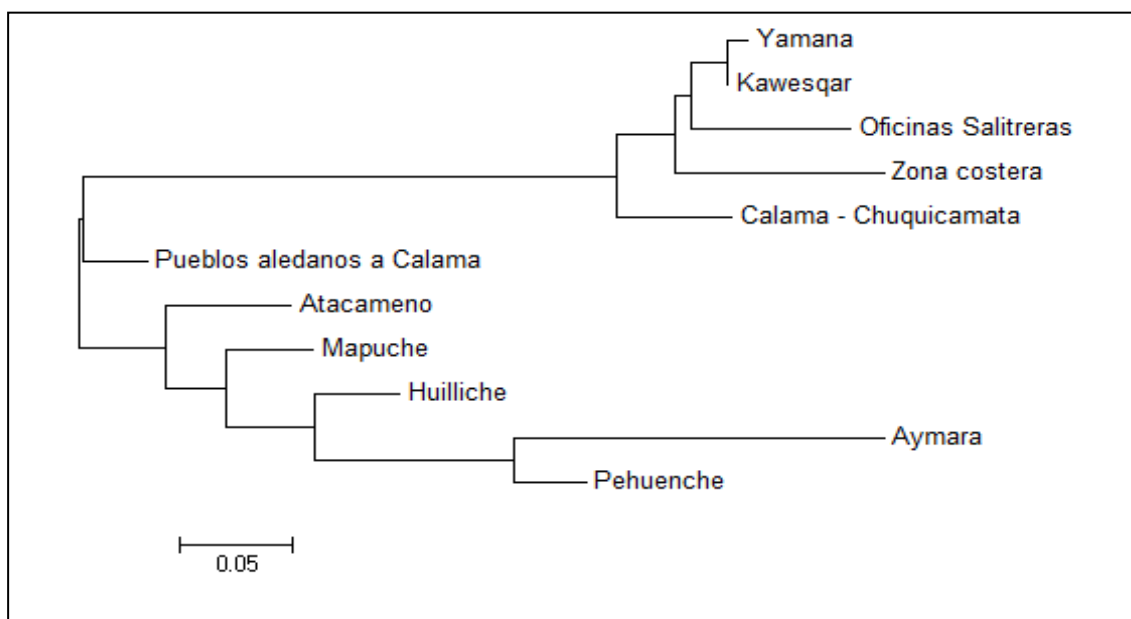 Yamana
Kawesqar
Oficinas Salitreras
Zona costera
Calama - Chuquicamata
Pueblos aledanos a Calama
Atacameno
Mapuche
Huilliche
Aymara
Pehuenche
0.05